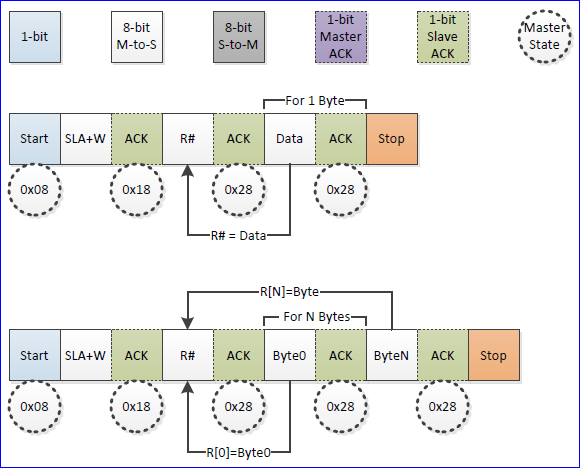 1-bit
8-bit
M-to-S
8-bit
S-to-M
1-bit
Master
ACK
1-bit
Slave
ACK
Master
State
For 1 Byte
Start SLA+W ACK R# ACK Data ACK Stop
0x08 0x18 0x28 0x28
R# = Data
R[N]=Byte
For N Bytes
Start SLA+W ACK R# ACK Byte0 ACK ByteN ACK Stop
0x08 0x18 0x28 0x28 0x28
R[0]=Byte0